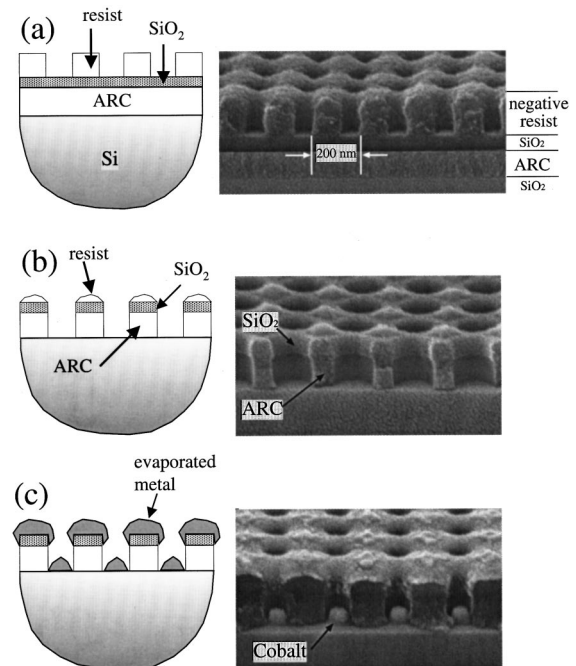 (a)
resist
SiO₂
ARC
Si
200 nm
negative
resist
SiO₂
ARC
SiO₂
(b)
resist
SiO₂
ARC
SiO₂
ARC
(c)
evaporated
metal
Cobalt